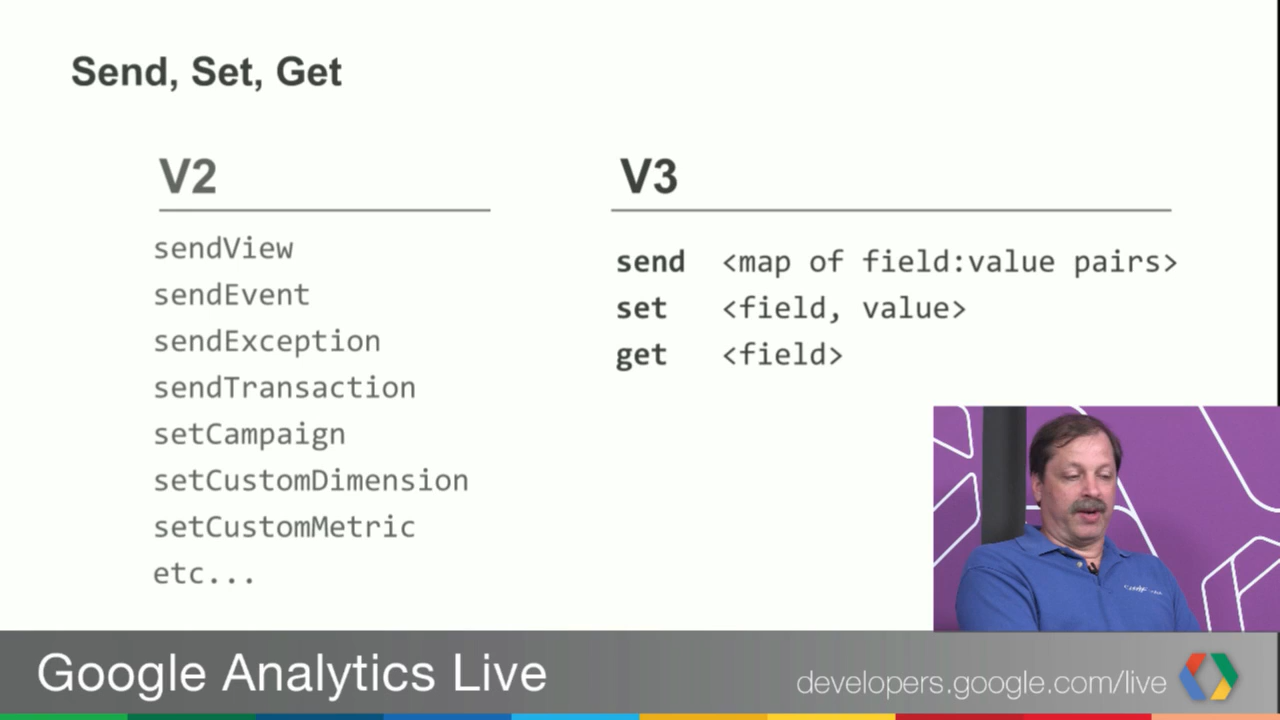 Send, Set, Get
V2
sendView
sendEvent
sendException
sendTransaction
setCampaign
setCustomDimension
setCustomMetric
etc...
V3
send <map of field:value pairs>
set <field, value>
get <field>
Google
Google Analytics Live
developers.google.com/live